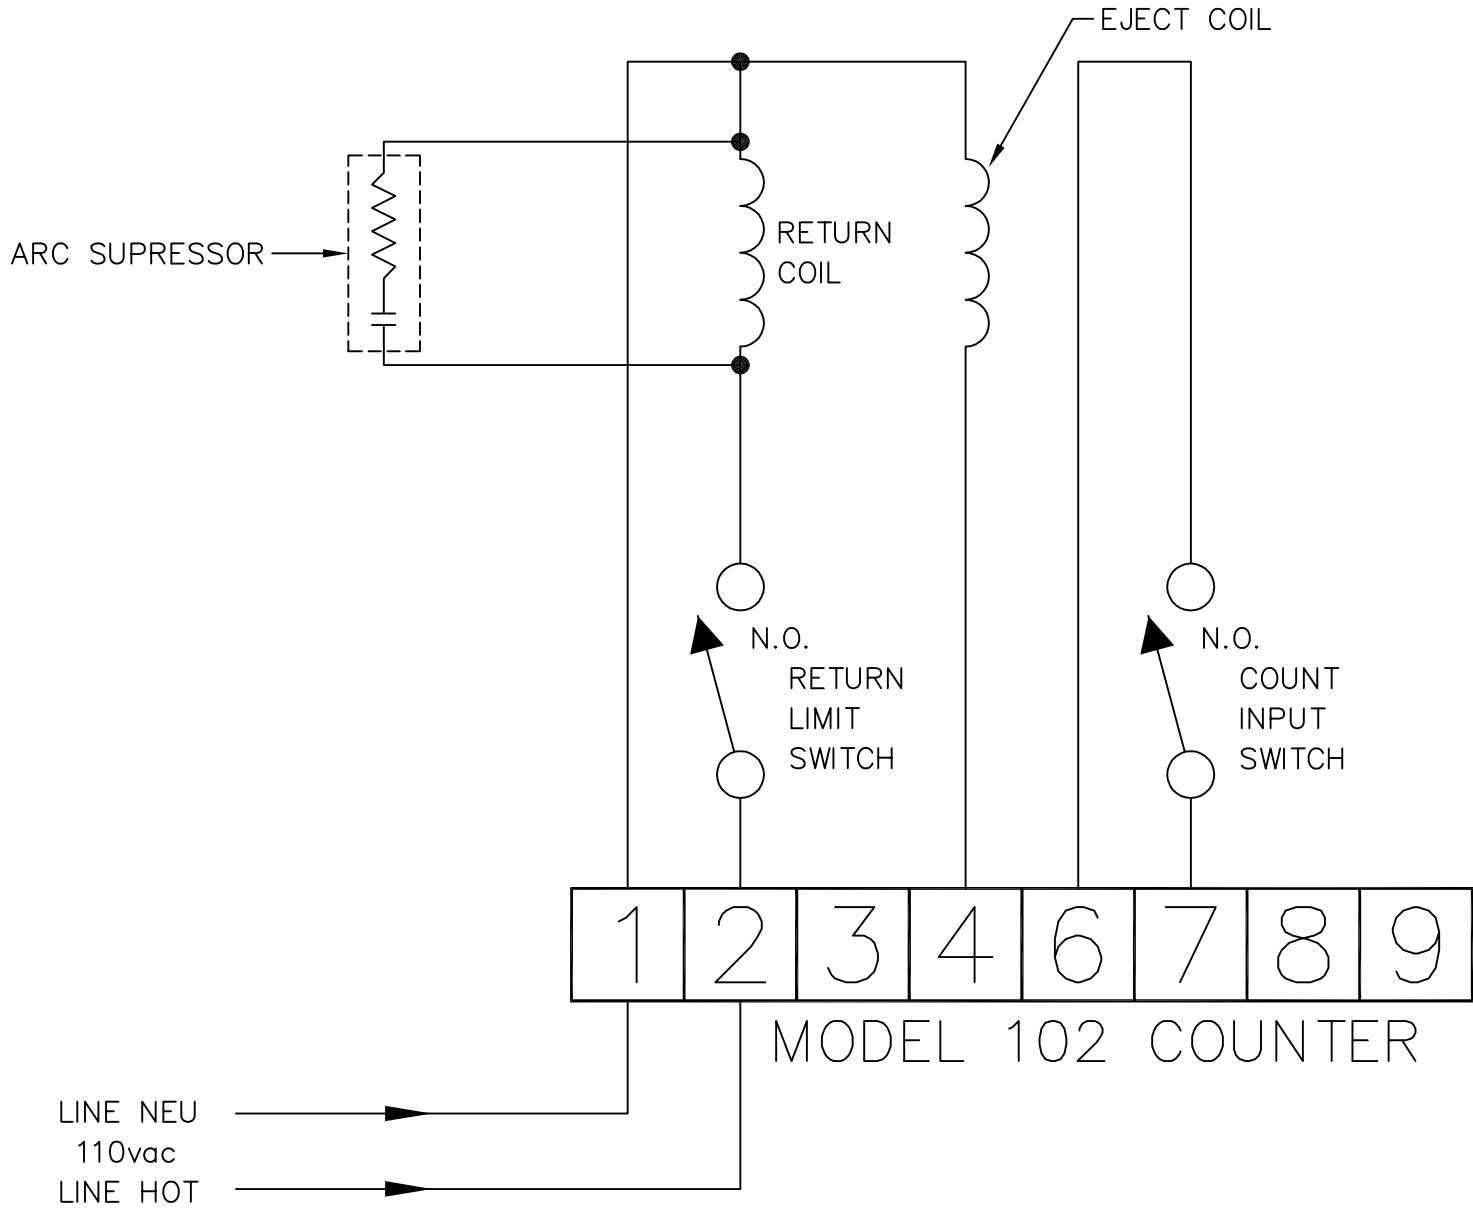 EJECT COIL
RETURN
COIL
ARC SUPRESSOR
N.O.
RETURN
LIMIT
SWITCH
N.O.
COUNT
INPUT
SWITCH
1 2 3 4 6 7 8 9
MODEL 102 COUNTER
LINE NEU
110vac
LINE HOT